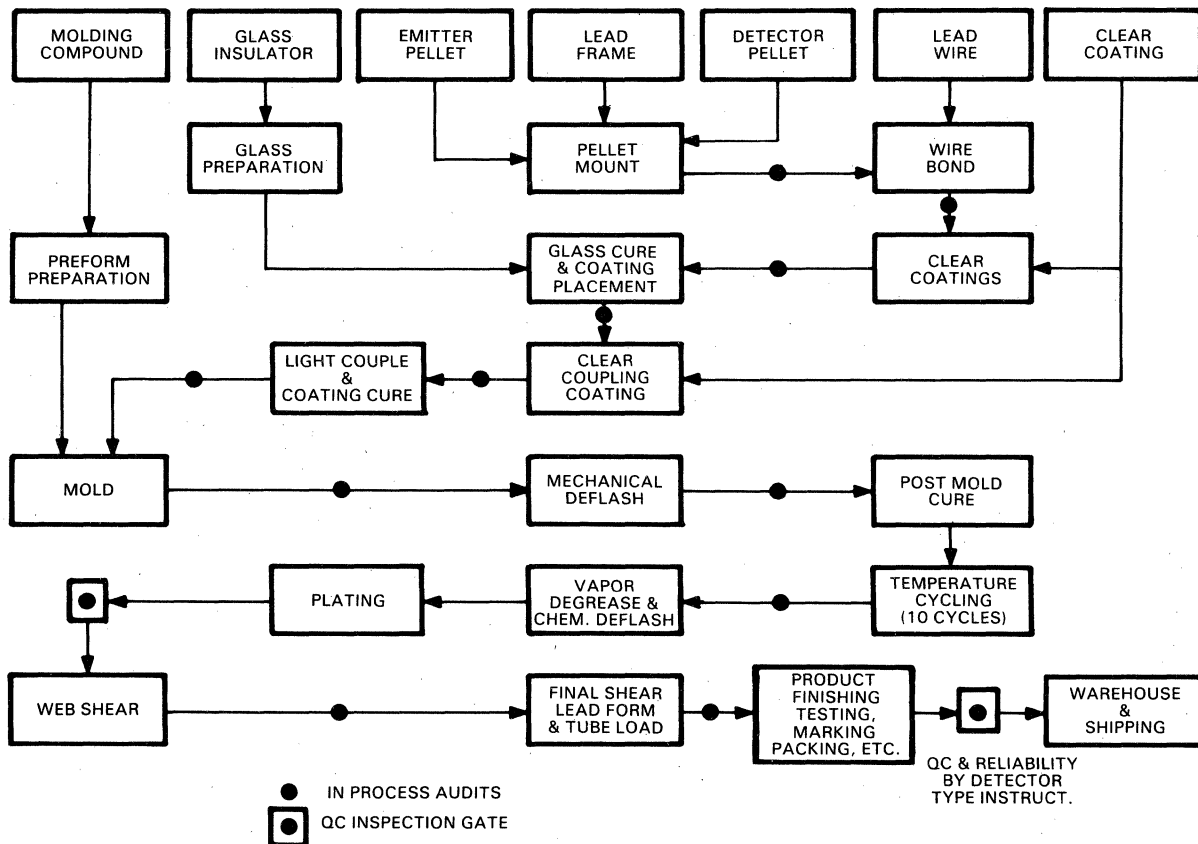 MOLDING
COMPOUND
GLASS
INSULATOR
EMITTER
PELLET
LEAD
FRAME
DETECTOR
PELLET
LEAD
WIRE
CLEAR
COATING
GLASS
PREPARATION
PELLET
MOUNT
WIRE
BOND
PREFORM
PREPARATION
GLASS CURE
& COATING
PLACEMENT
CLEAR
COATINGS
LIGHT COUPLE
&
COATING CURE
CLEAR
COUPLING
COATING
MOLD
MECHANICAL
DEFLASH
POST MOLD
CURE
PLATING
VAPOR
DEGREASE &
CHEM. DEFLASH
TEMPERATURE
CYCLING
(10 CYCLES)
WEB SHEAR
FINAL SHEAR
LEAD FORM
& TUBE LOAD
PRODUCT
FINISHING
TESTING,
MARKING
PACKING, ETC.
WAREHOUSE
&
SHIPPING
QC & RELIABILITY
BY DETECTOR
TYPE INSTRUCT.
IN PROCESS AUDITS
QC INSPECTION GATE